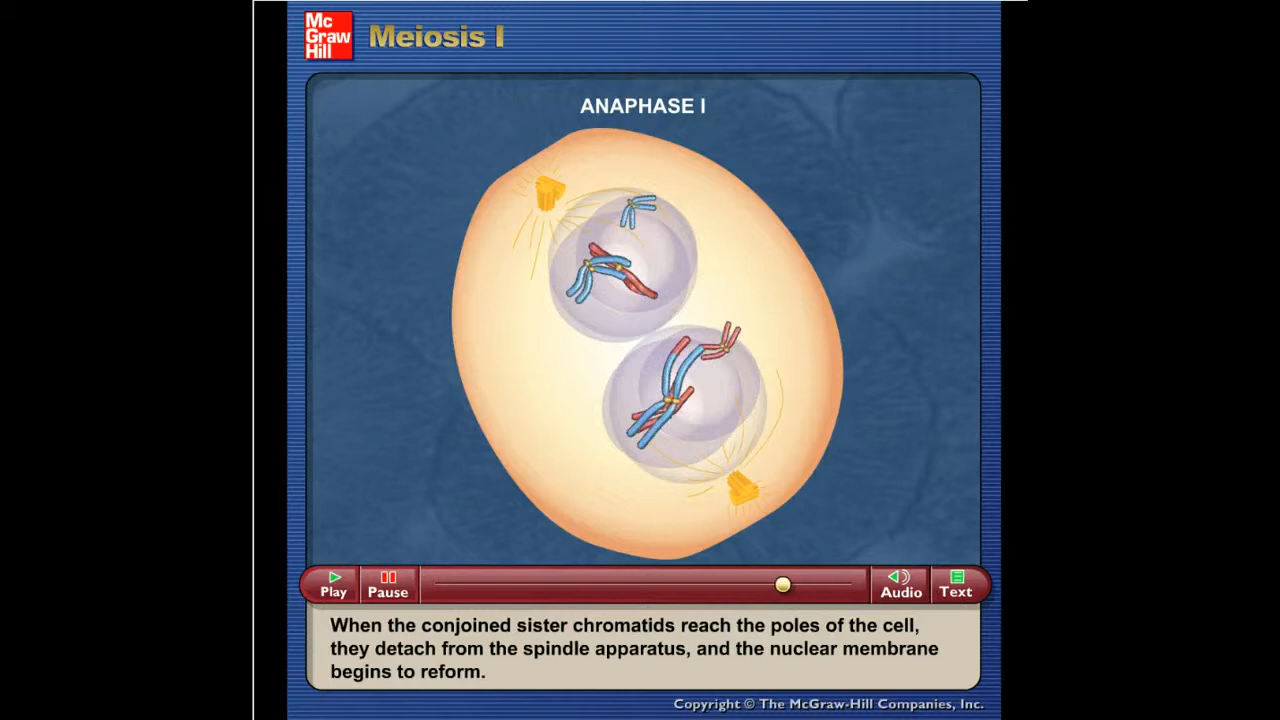 Mc
Graw
Hill
Meiosis I
ANAPHASE I
Play
Pause
Audio
Text
When the conjoined sister chromatids reach the poles of the cell,
they detach from the spindle apparatus, and the nuclear membrane
begins to reform.
Copyright © The McGraw-Hill Companies, Inc.